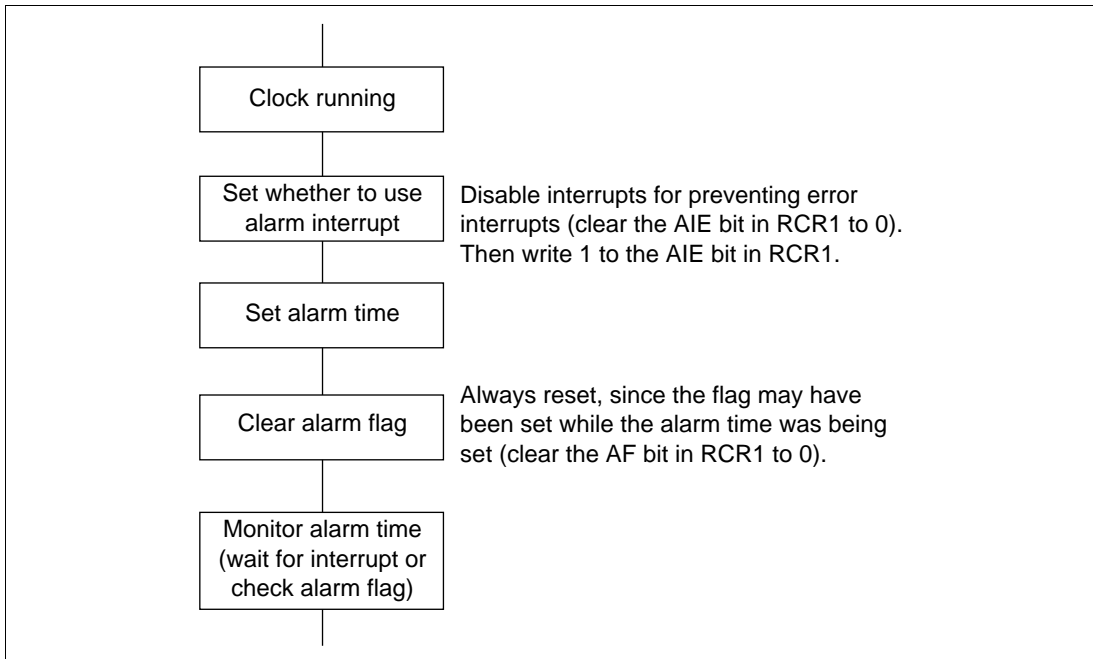 Clock running
Set whether to use
alarm interrupt
Disable interrupts for preventing error
interrupts (clear the AIE bit in RCR1 to 0).
Then write 1 to the AIE bit in RCR1.
Set alarm time
Clear alarm flag
Always reset, since the flag may have
been set while the alarm time was being
set (clear the AF bit in RCR1 to 0).
Monitor alarm time
(wait for interrupt or
check alarm flag)